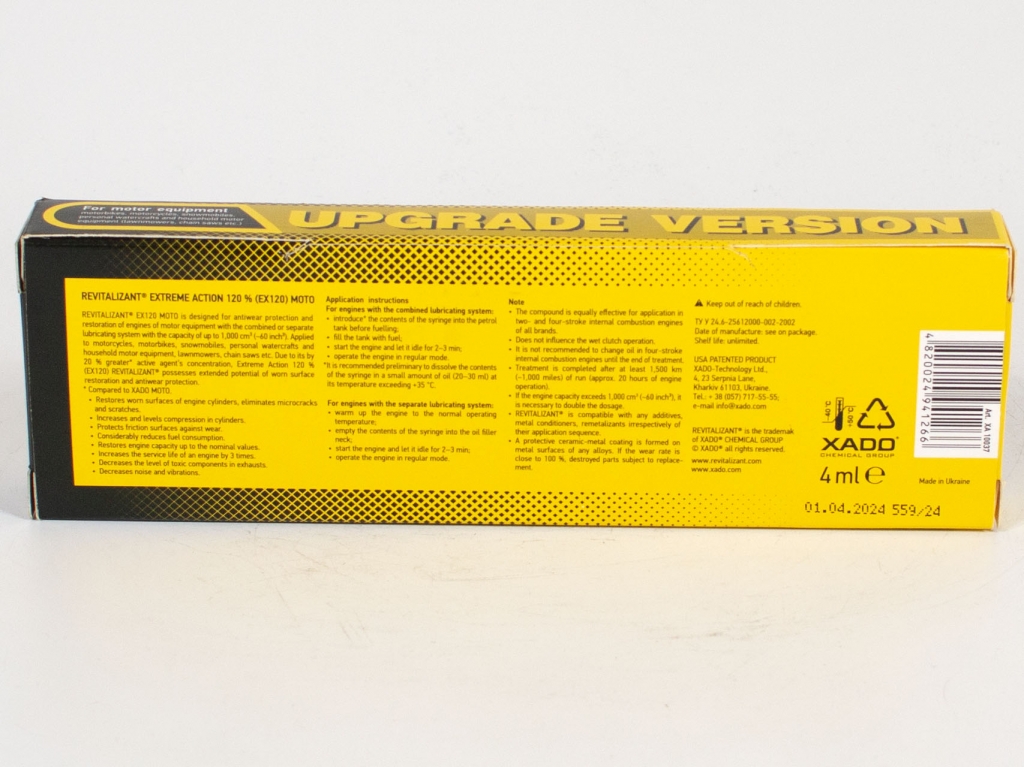 For motor equipment
motorbikes, motorcycles, snowmobiles,
personal watercrafts and household motor
equipment (lawnmowers, chain saws etc.)
UPGRADE VERSION
REVITALIZANT® EXTREME ACTION 120 % (EX120) MOTO
REVITALIZANT® EX120 MOTO is designed for antiwear protection and
restoration of engines of motor equipment with the combined or separate
lubricating system with the capacity of up to 1,000 cm³ (~60 inch³). Applied
to motorcycles, motorbikes, snowmobiles, personal watercrafts and
household motor equipment, lawnmowers, chain saws etc. Due to its by
20 % greater* active agent's concentration, Extreme Action 120 %
(EX120) REVITALIZANT® possesses extended potential of worn surface
restoration and antiwear protection.
* Compared to XADO MOTO.
• Restores worn surfaces of engine cylinders, eliminates microcracks
and scratches.
• Increases and levels compression in cylinders.
• Protects friction surfaces against wear.
• Considerably reduces fuel consumption.
• Restores engine capacity up to the nominal values.
• Increases the service life of an engine by 3 times.
• Decreases the level of toxic components in exhausts.
• Decreases noise and vibrations.
Application instructions
For engines with the combined lubricating system:
• introduce* the contents of the syringe into the petrol
tank before fuelling;
• fill the tank with fuel;
• start the engine and let it idle for 2–3 min;
• operate the engine in regular mode.
*It is recommended preliminary to dissolve the contents
of the syringe in a small amount of oil (20–30 ml) at
its temperature exceeding +35 °C.
For engines with the separate lubricating system:
• warm up the engine to the normal operating
temperature;
• empty the contents of the syringe into the oil filler
neck;
• start the engine and let it idle for 2–3 min;
• operate the engine in regular mode.
Note
• The compound is equally effective for application in
two- and four-stroke internal combustion engines
of all brands.
• Does not influence the wet clutch operation.
• It is not recommended to change oil in four-stroke
internal combustion engines until the end of treatment.
• Treatment is completed after at least 1,500 km
(~1,000 miles) of run (approx. 20 hours of engine
operation).
• If the engine capacity exceeds 1,000 cm³ (~60 inch³), it
is necessary to double the dosage.
• REVITALIZANT® is compatible with any additives,
metal conditioners, remetalizants irrespectively of
their application sequence.
• A protective ceramic-metal coating is formed on
metal surfaces of any alloys. If the wear rate is
close to 100 %, destroyed parts subject to replace-
ment.
Keep out of reach of children.
ТУ У 24.6-25612000-002-2002
Date of manufacture: see on package.
Shelf life: unlimited.
USA PATENTED PRODUCT
XADO-Technology Ltd.,
4, 23 Serpnia Lane,
Kharkiv 61103, Ukraine.
Tel.: + 38 (057) 717-55-55;
e-mail info@xado.com
REVITALIZANT® is the trademark
of XADO® CHEMICAL GROUP
© XADO® all rights reserved.
www.revitalizant.com
www.xado.com
XADO®
CHEMICAL GROUP
4 ml ℮
01.04.2024 559/24
4 820024 941266
Art. XA 10037
Made in Ukraine